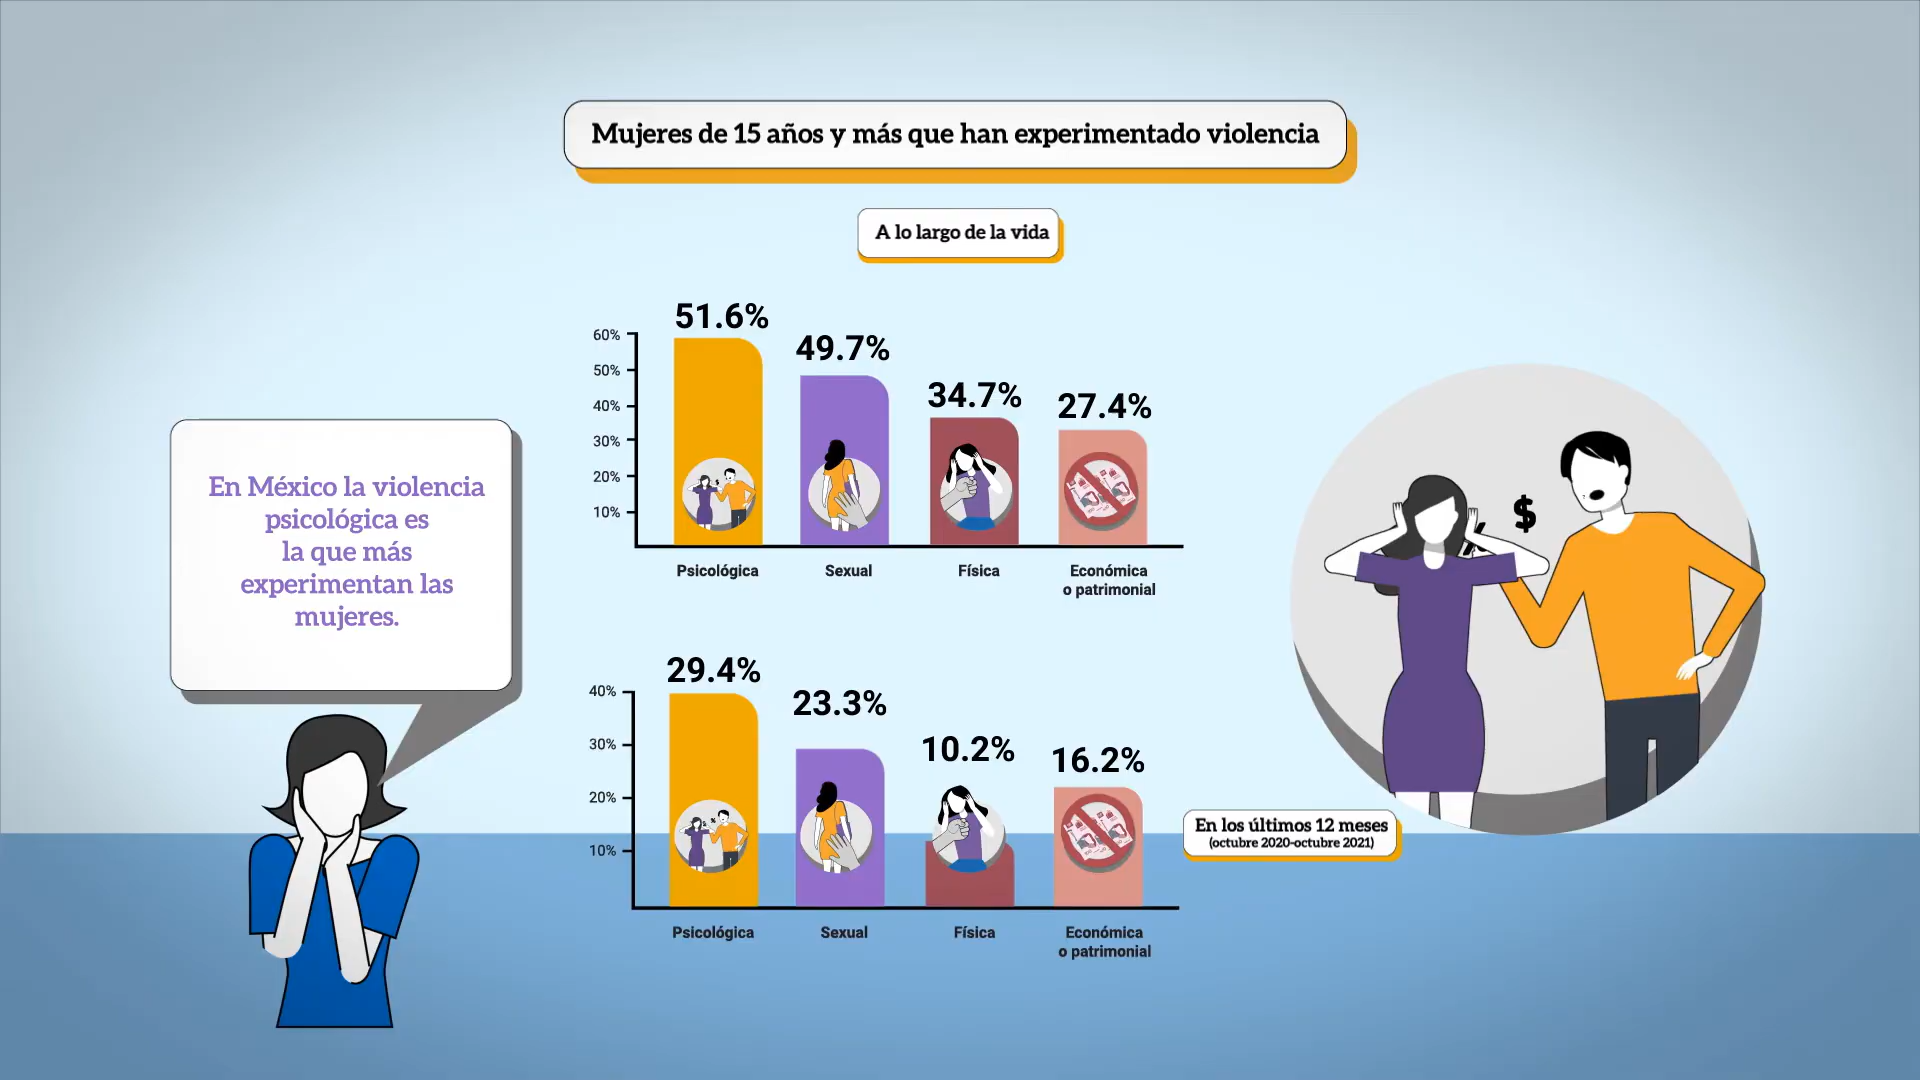 Mujeres de 15 años y más que han experimentado violencia
A lo largo de la vida
En México la violencia
psicológica es
la que más
experimentan las
mujeres.
51.6%
49.7%
34.7%
27.4%
60%
50%
40%
30%
20%
10%
Psicológica
Sexual
Física
Económica
o patrimonial
$
29.4%
23.3%
10.2%
16.2%
40%
30%
20%
10%
Psicológica
Sexual
Física
Económica
o patrimonial
En los últimos 12 meses
(octubre 2020-octubre 2021)